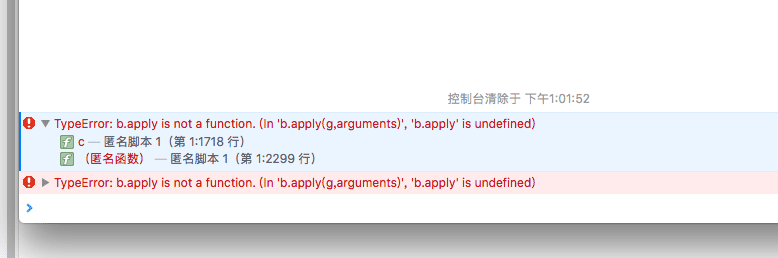 控制台清除于 下午1:01:52
TypeError: b.apply is not a function. (In 'b.apply(g,arguments)', 'b.apply' is undefined)
f c — 匿名脚本 1（第 1:1718 行）
f （匿名函数） — 匿名脚本 1（第 1:2299 行）
TypeError: b.apply is not a function. (In 'b.apply(g,arguments)', 'b.apply' is undefined)